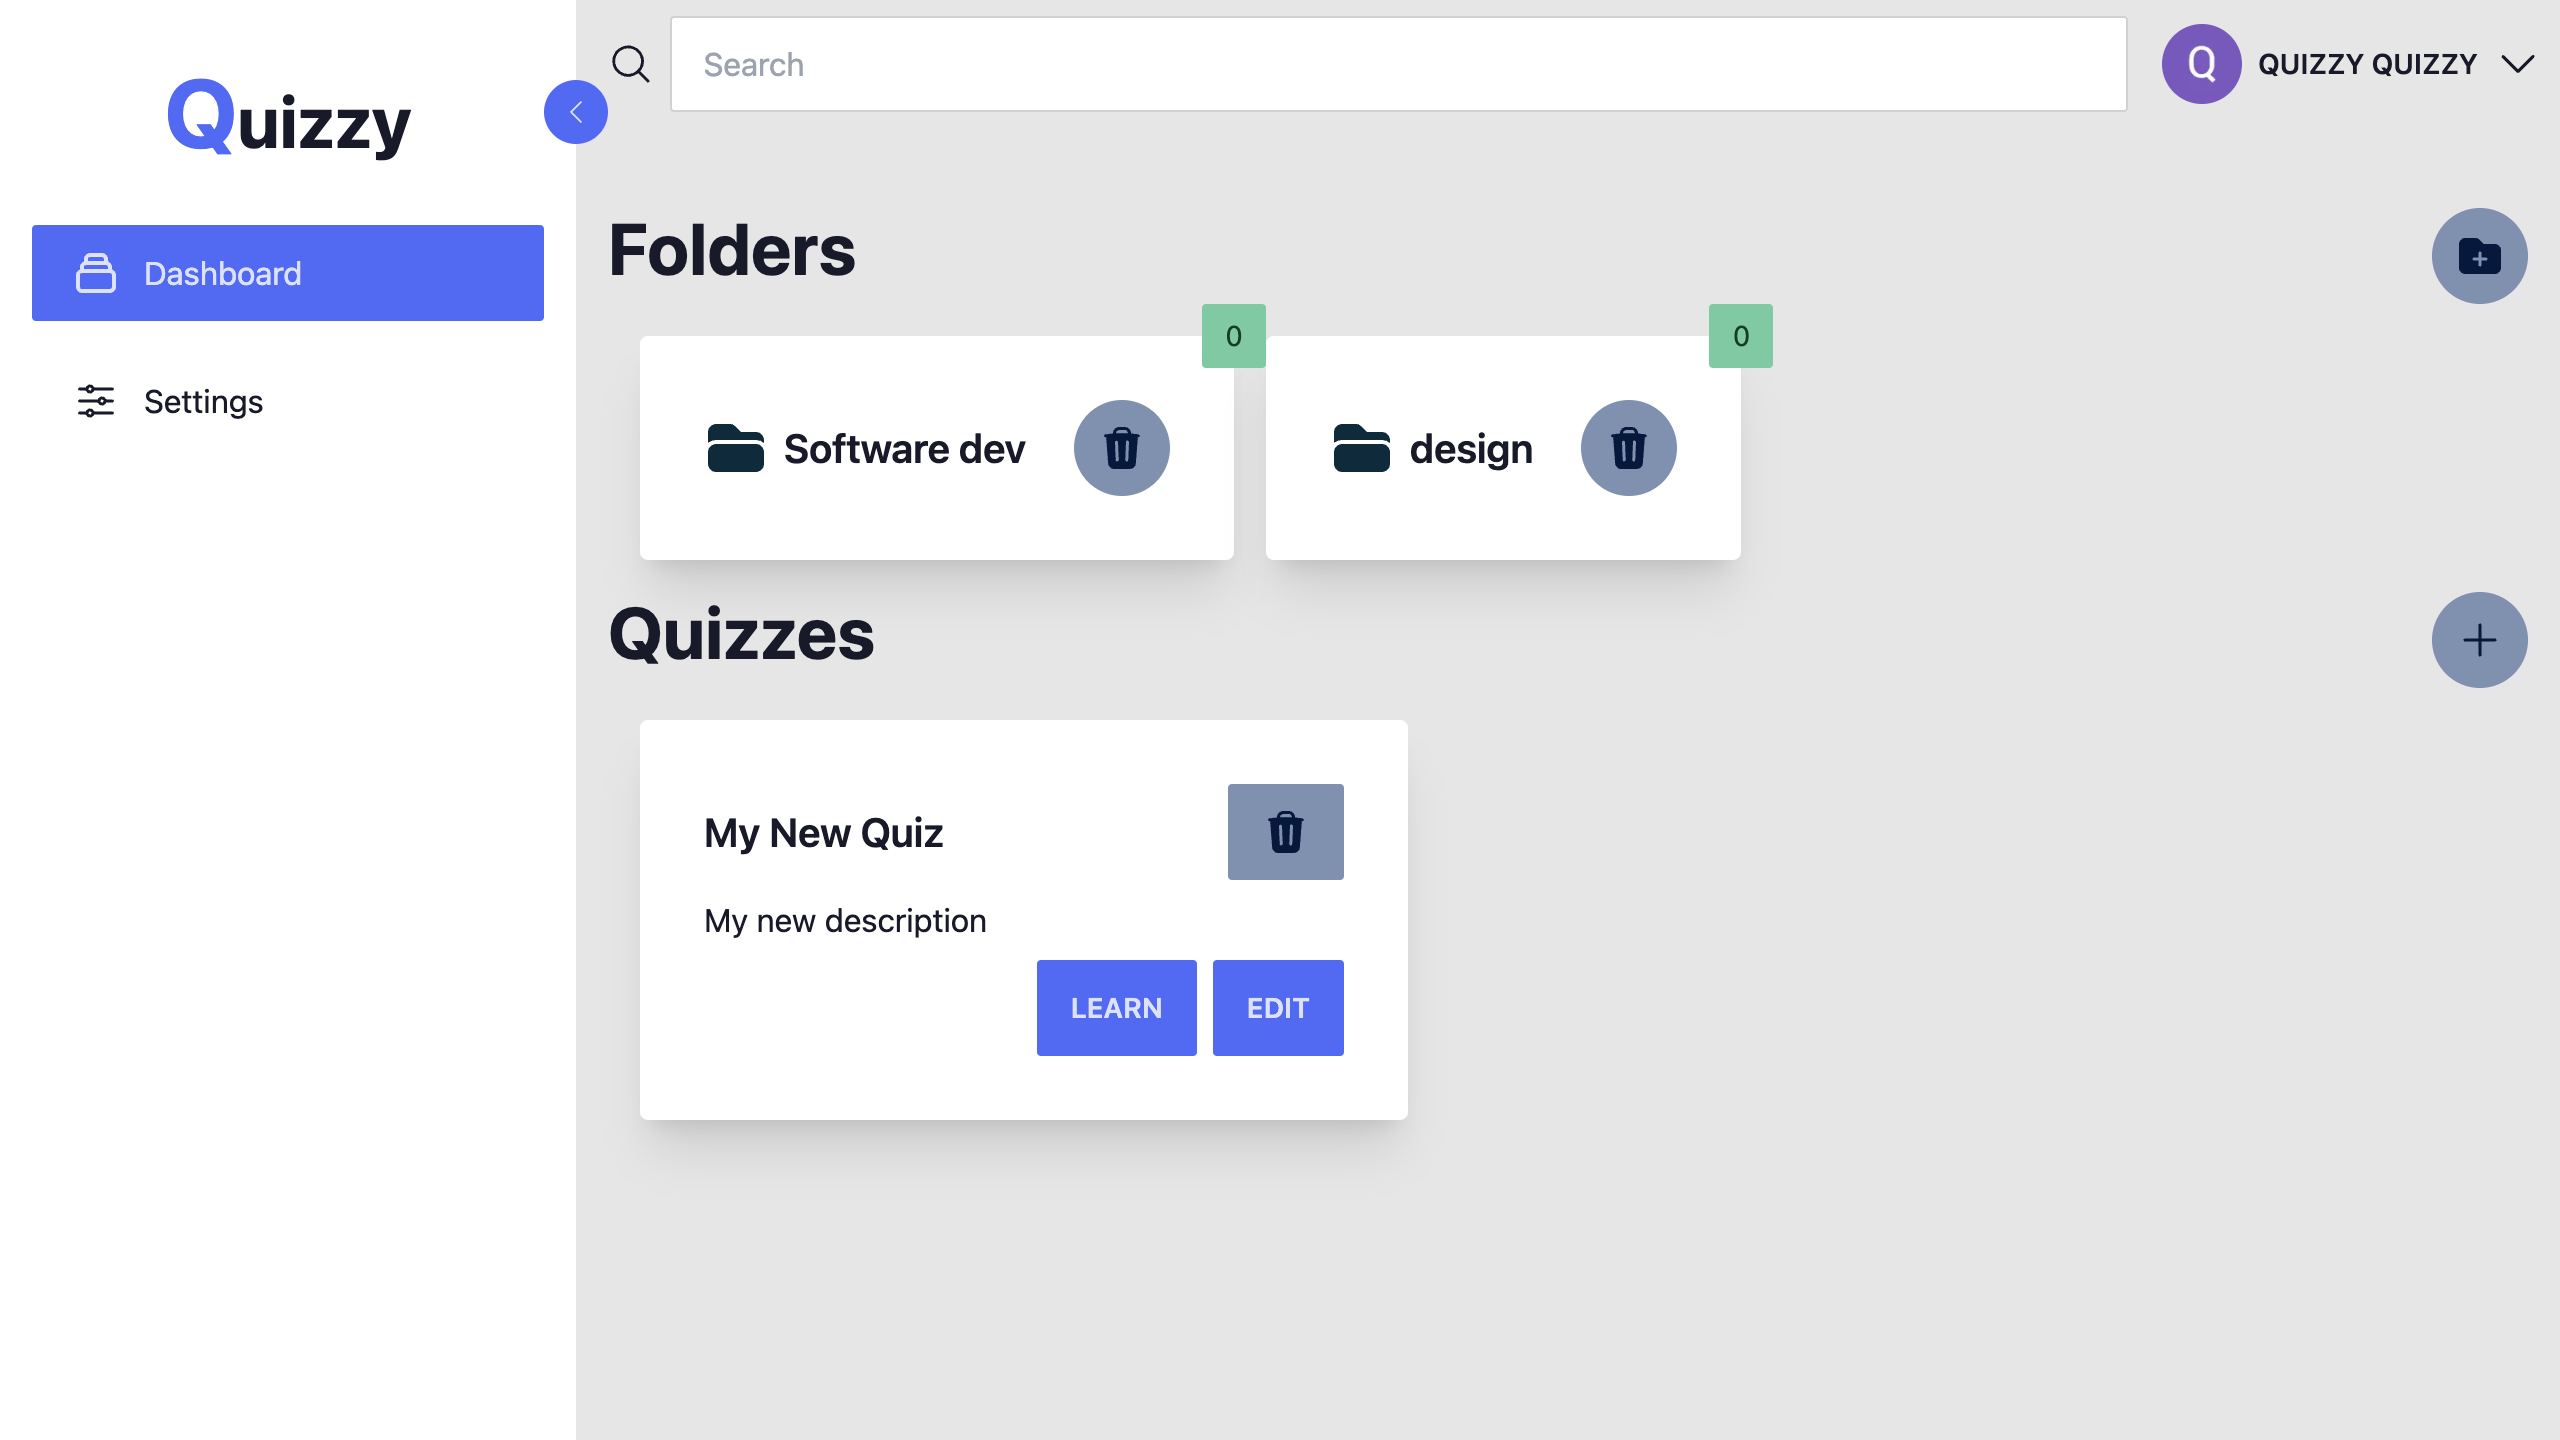 Quizzy
Dashboard
Settings
Search
Q
QUIZZY QUIZZY
Folders
0
Software dev
0
design
Quizzes
My New Quiz
My new description
LEARN
EDIT